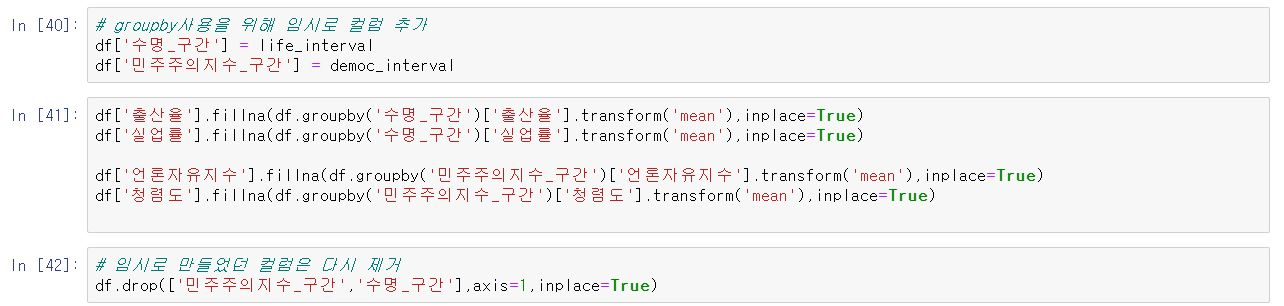 In [40]:
# groupby사용을 위해 임시로 컬럼 추가
df['수명_구간'] = life_interval
df['민주주의지수_구간'] = democ_interval
In [41]:
df['출산율'].fillna(df.groupby('수명_구간')['출산율'].transform('mean'),inplace=True)
df['실업률'].fillna(df.groupby('수명_구간')['실업률'].transform('mean'),inplace=True)
df['언론자유지수'].fillna(df.groupby('민주주의지수_구간')['언론자유지수'].transform('mean'),inplace=True)
df['청렴도'].fillna(df.groupby('민주주의지수_구간')['청렴도'].transform('mean'),inplace=True)
In [42]:
# 임시로 만들었던 컬럼은 다시 제거
df.drop(['민주주의지수_구간','수명_구간'],axis=1,inplace=True)